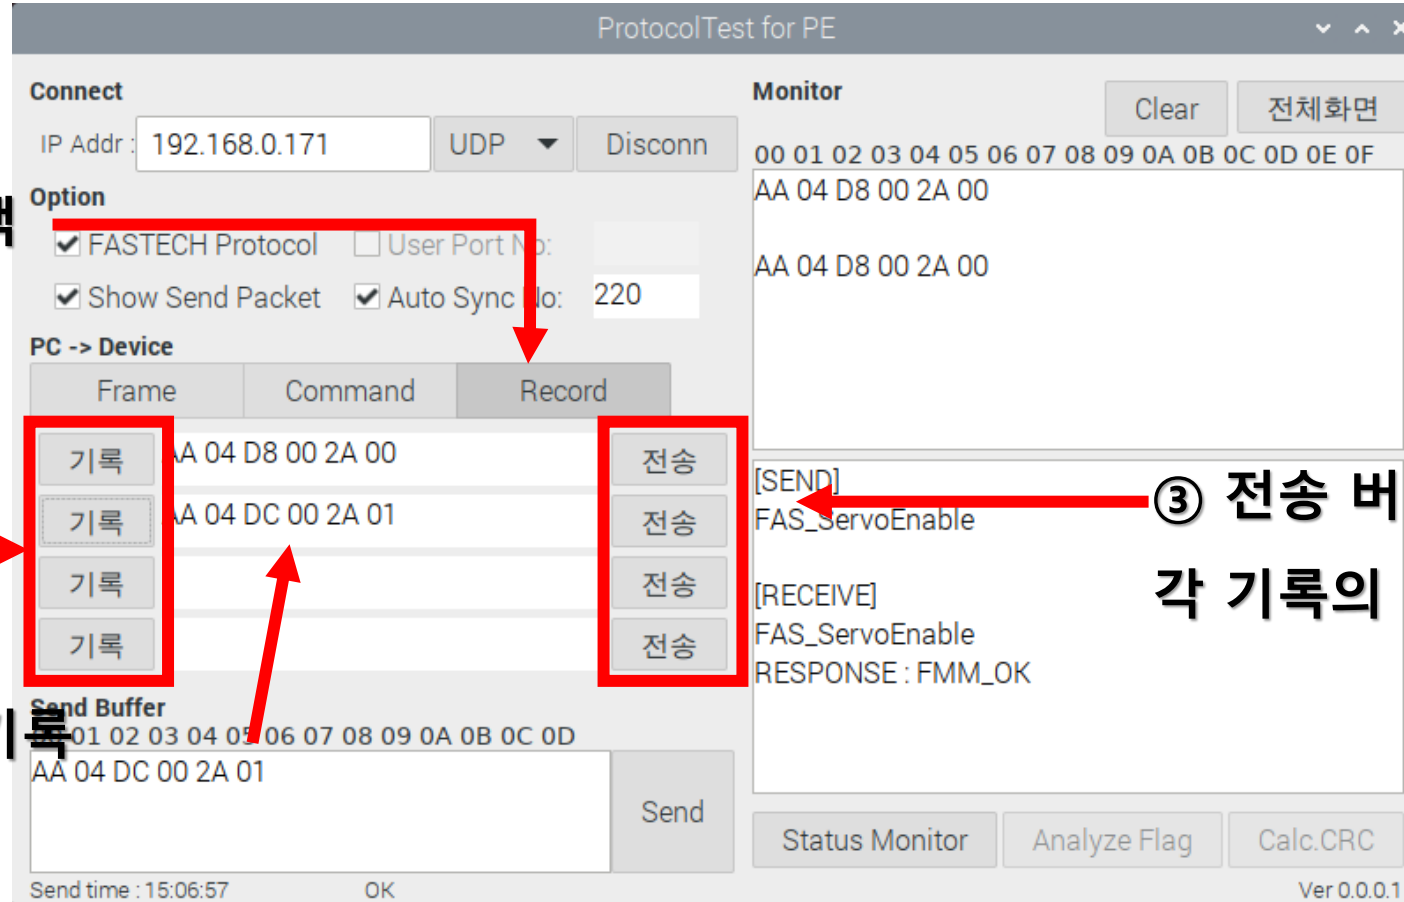 ProtocolTest for PE
Connect
IP Addr : 192.168.0.171 UDP Disconn
Option
FASTECH Protocol User Port No:
Show Send Packet Auto Sync No: 220
PC -> Device
Frame Command Record
기록 AA 04 D8 00 2A 00 전송
기록 AA 04 DC 00 2A 01 전송
기록 전송
기록 전송
Send Buffer
기록
01 02 03 04 05 06 07 08 09 0A 0B 0C 0D
AA 04 DC 00 2A 01
Send
Send time : 15:06:57 OK
Monitor
Clear 전체화면
00 01 02 03 04 05 06 07 08 09 0A 0B 0C 0D 0E 0F
AA 04 D8 00 2A 00
AA 04 D8 00 2A 00
[SEND]
FAS_ServoEnable
[RECEIVE]
FAS_ServoEnable
RESPONSE : FMM_OK
③ 전송 버
각 기록의
Status Monitor Analyze Flag Calc.CRC
Ver 0.0.0.1